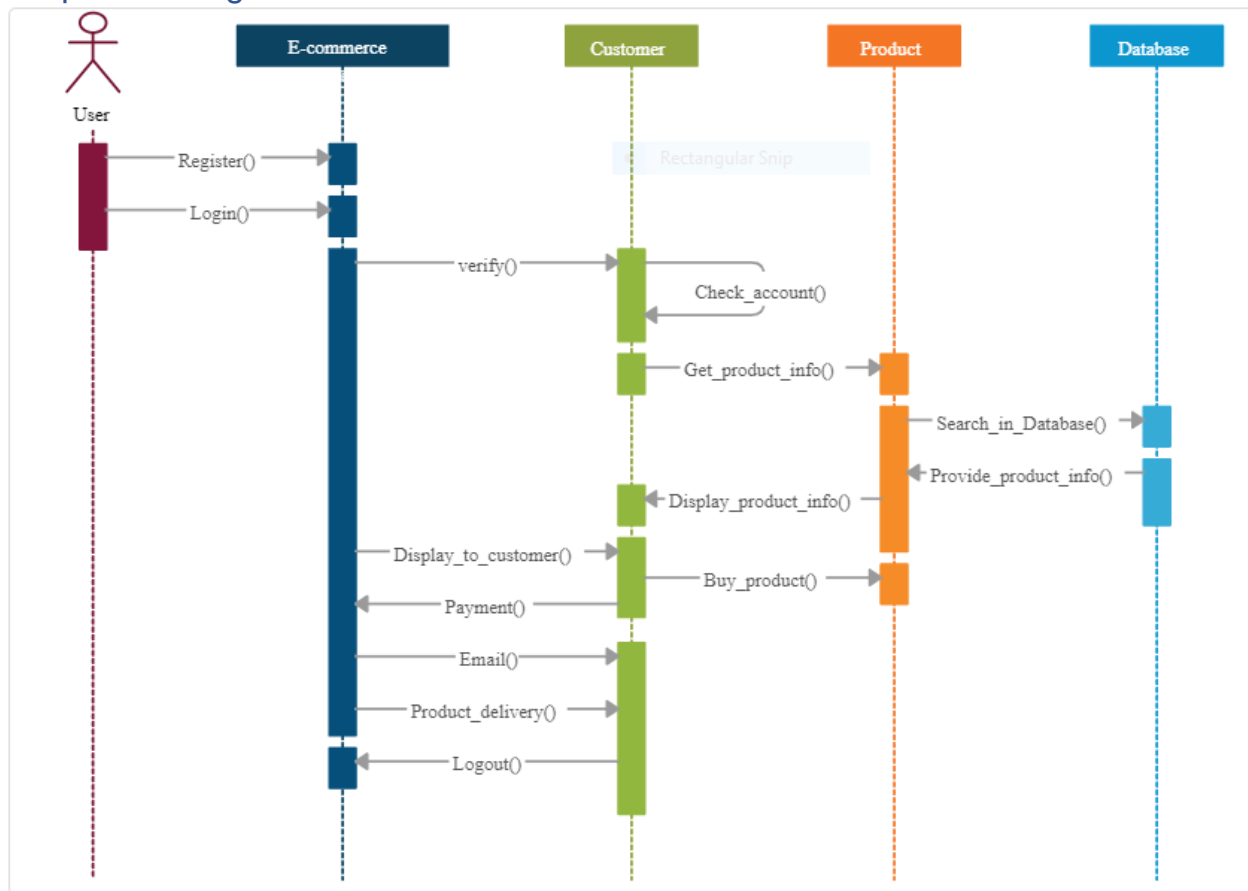 E-commerce
Customer
Product
Database
User
Register()
Rectangular Snip
Login()
verify()
Check_account()
Get_product_info()
Search_in_Database()
Provide_product_info()
Display_product_info()
Display_to_customer()
Buy_product()
Payment()
Email()
Product_delivery()
Logout()